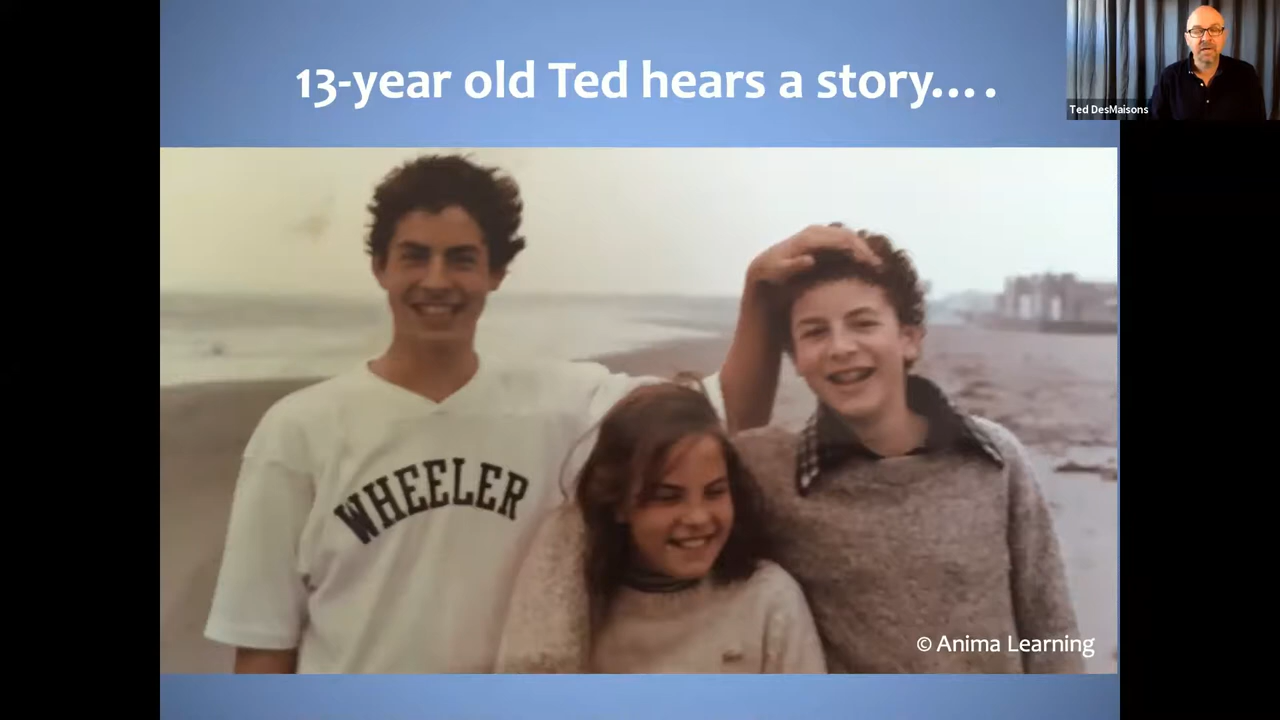 13-year old Ted hears a story….
Ted DesMaisons
WHEELER
© Anima Learning